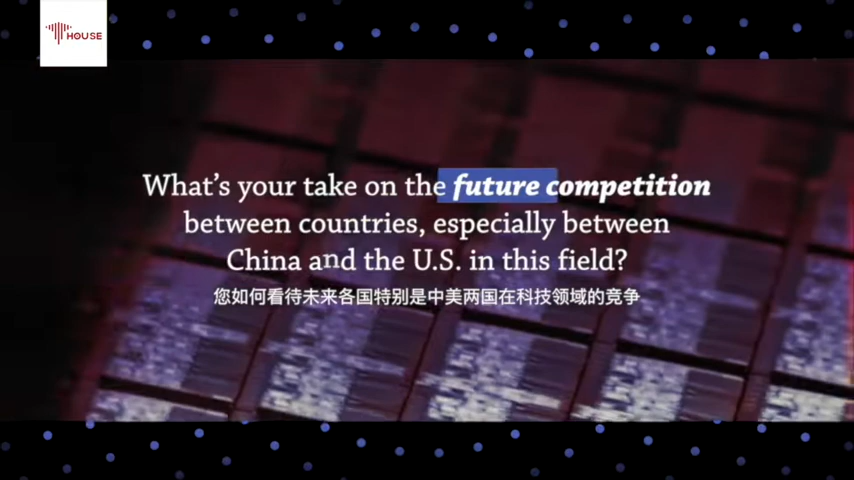 HOUSE
What's your take on the future competition
between countries, especially between
China and the U.S. in this field?
您如何看待未来各国特别是中美两国在科技领域的竞争